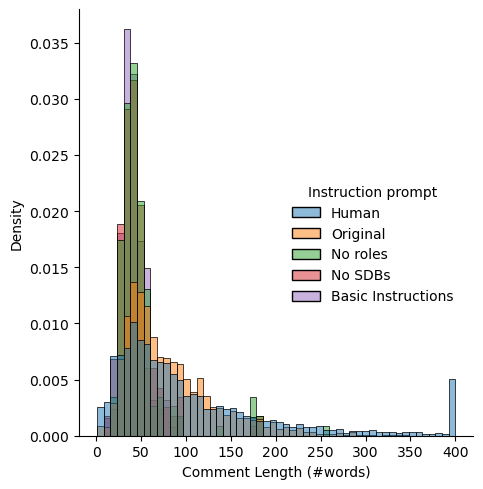 0.035
0.030
0.025
0.020
0.015
0.010
0.005
0.000
Density
Instruction prompt
Human
Original
No roles
No SDBs
Basic Instructions
0 50 100 150 200 250 300 350 400
Comment Length (#words)